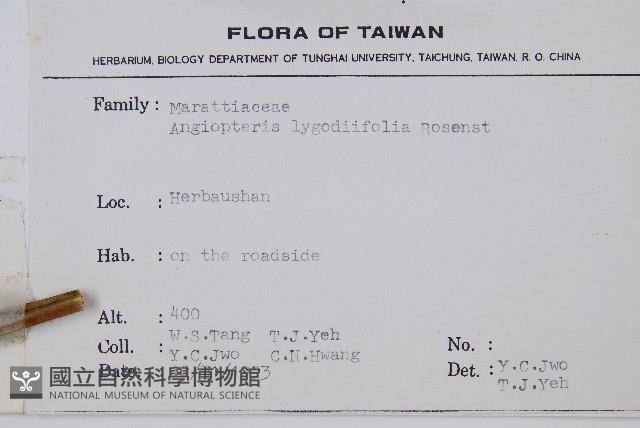 FLORA OF TAIWAN
HERBARIUM, BIOLOGY DEPARTMENT OF TUNGHAI UNIVERSITY, TAICHUNG, TAIWAN, R. O. CHINA
Family : Marattiaceae
Angiopteris lygodiifolia Rosenst
Loc. : Herbaushan
Hab. : on the roadside
Alt. : 400
Coll. : W.S.Tang T.J.Yeh
Y.C.Jwo C.H.Hwang
No. :
Date
Det. : Y.C.Jwo
T.J.Yeh
國立自然科學博物館
NATIONAL MUSEUM OF NATURAL SCIENCE